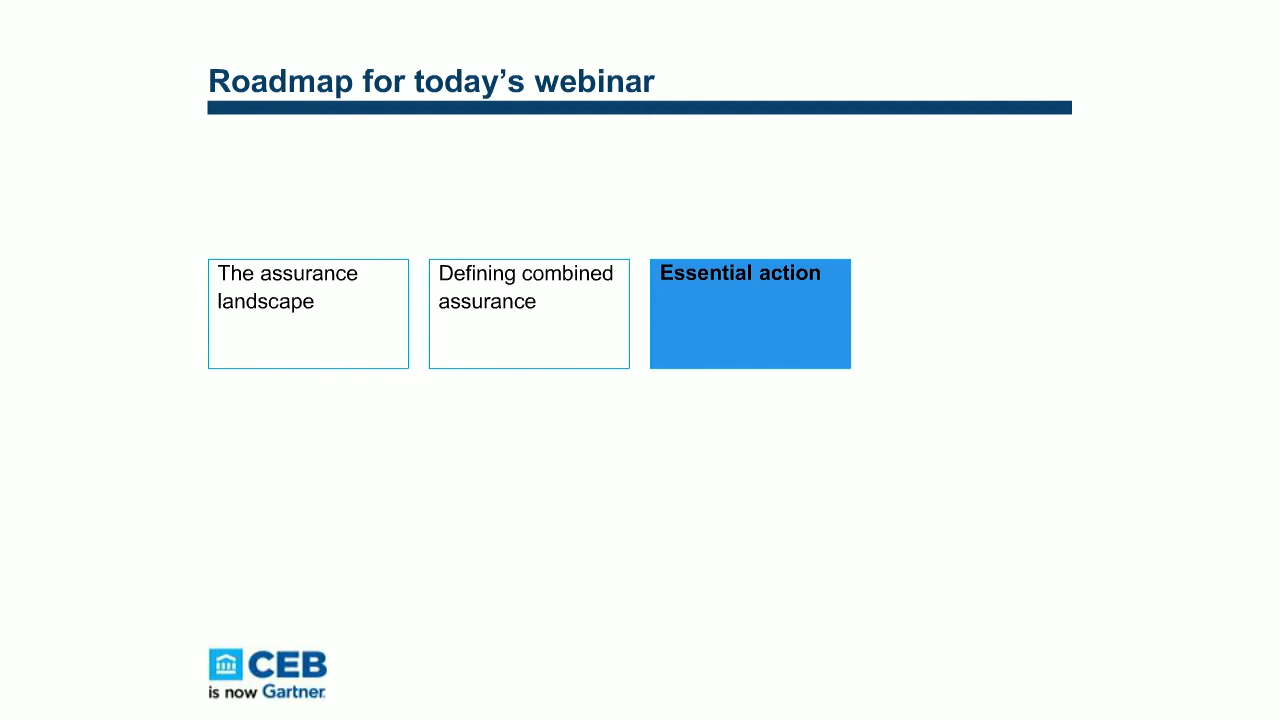 Roadmap for today’s webinar
The assurance
landscape
Defining combined
assurance
Essential action
CEB
is now Gartner.